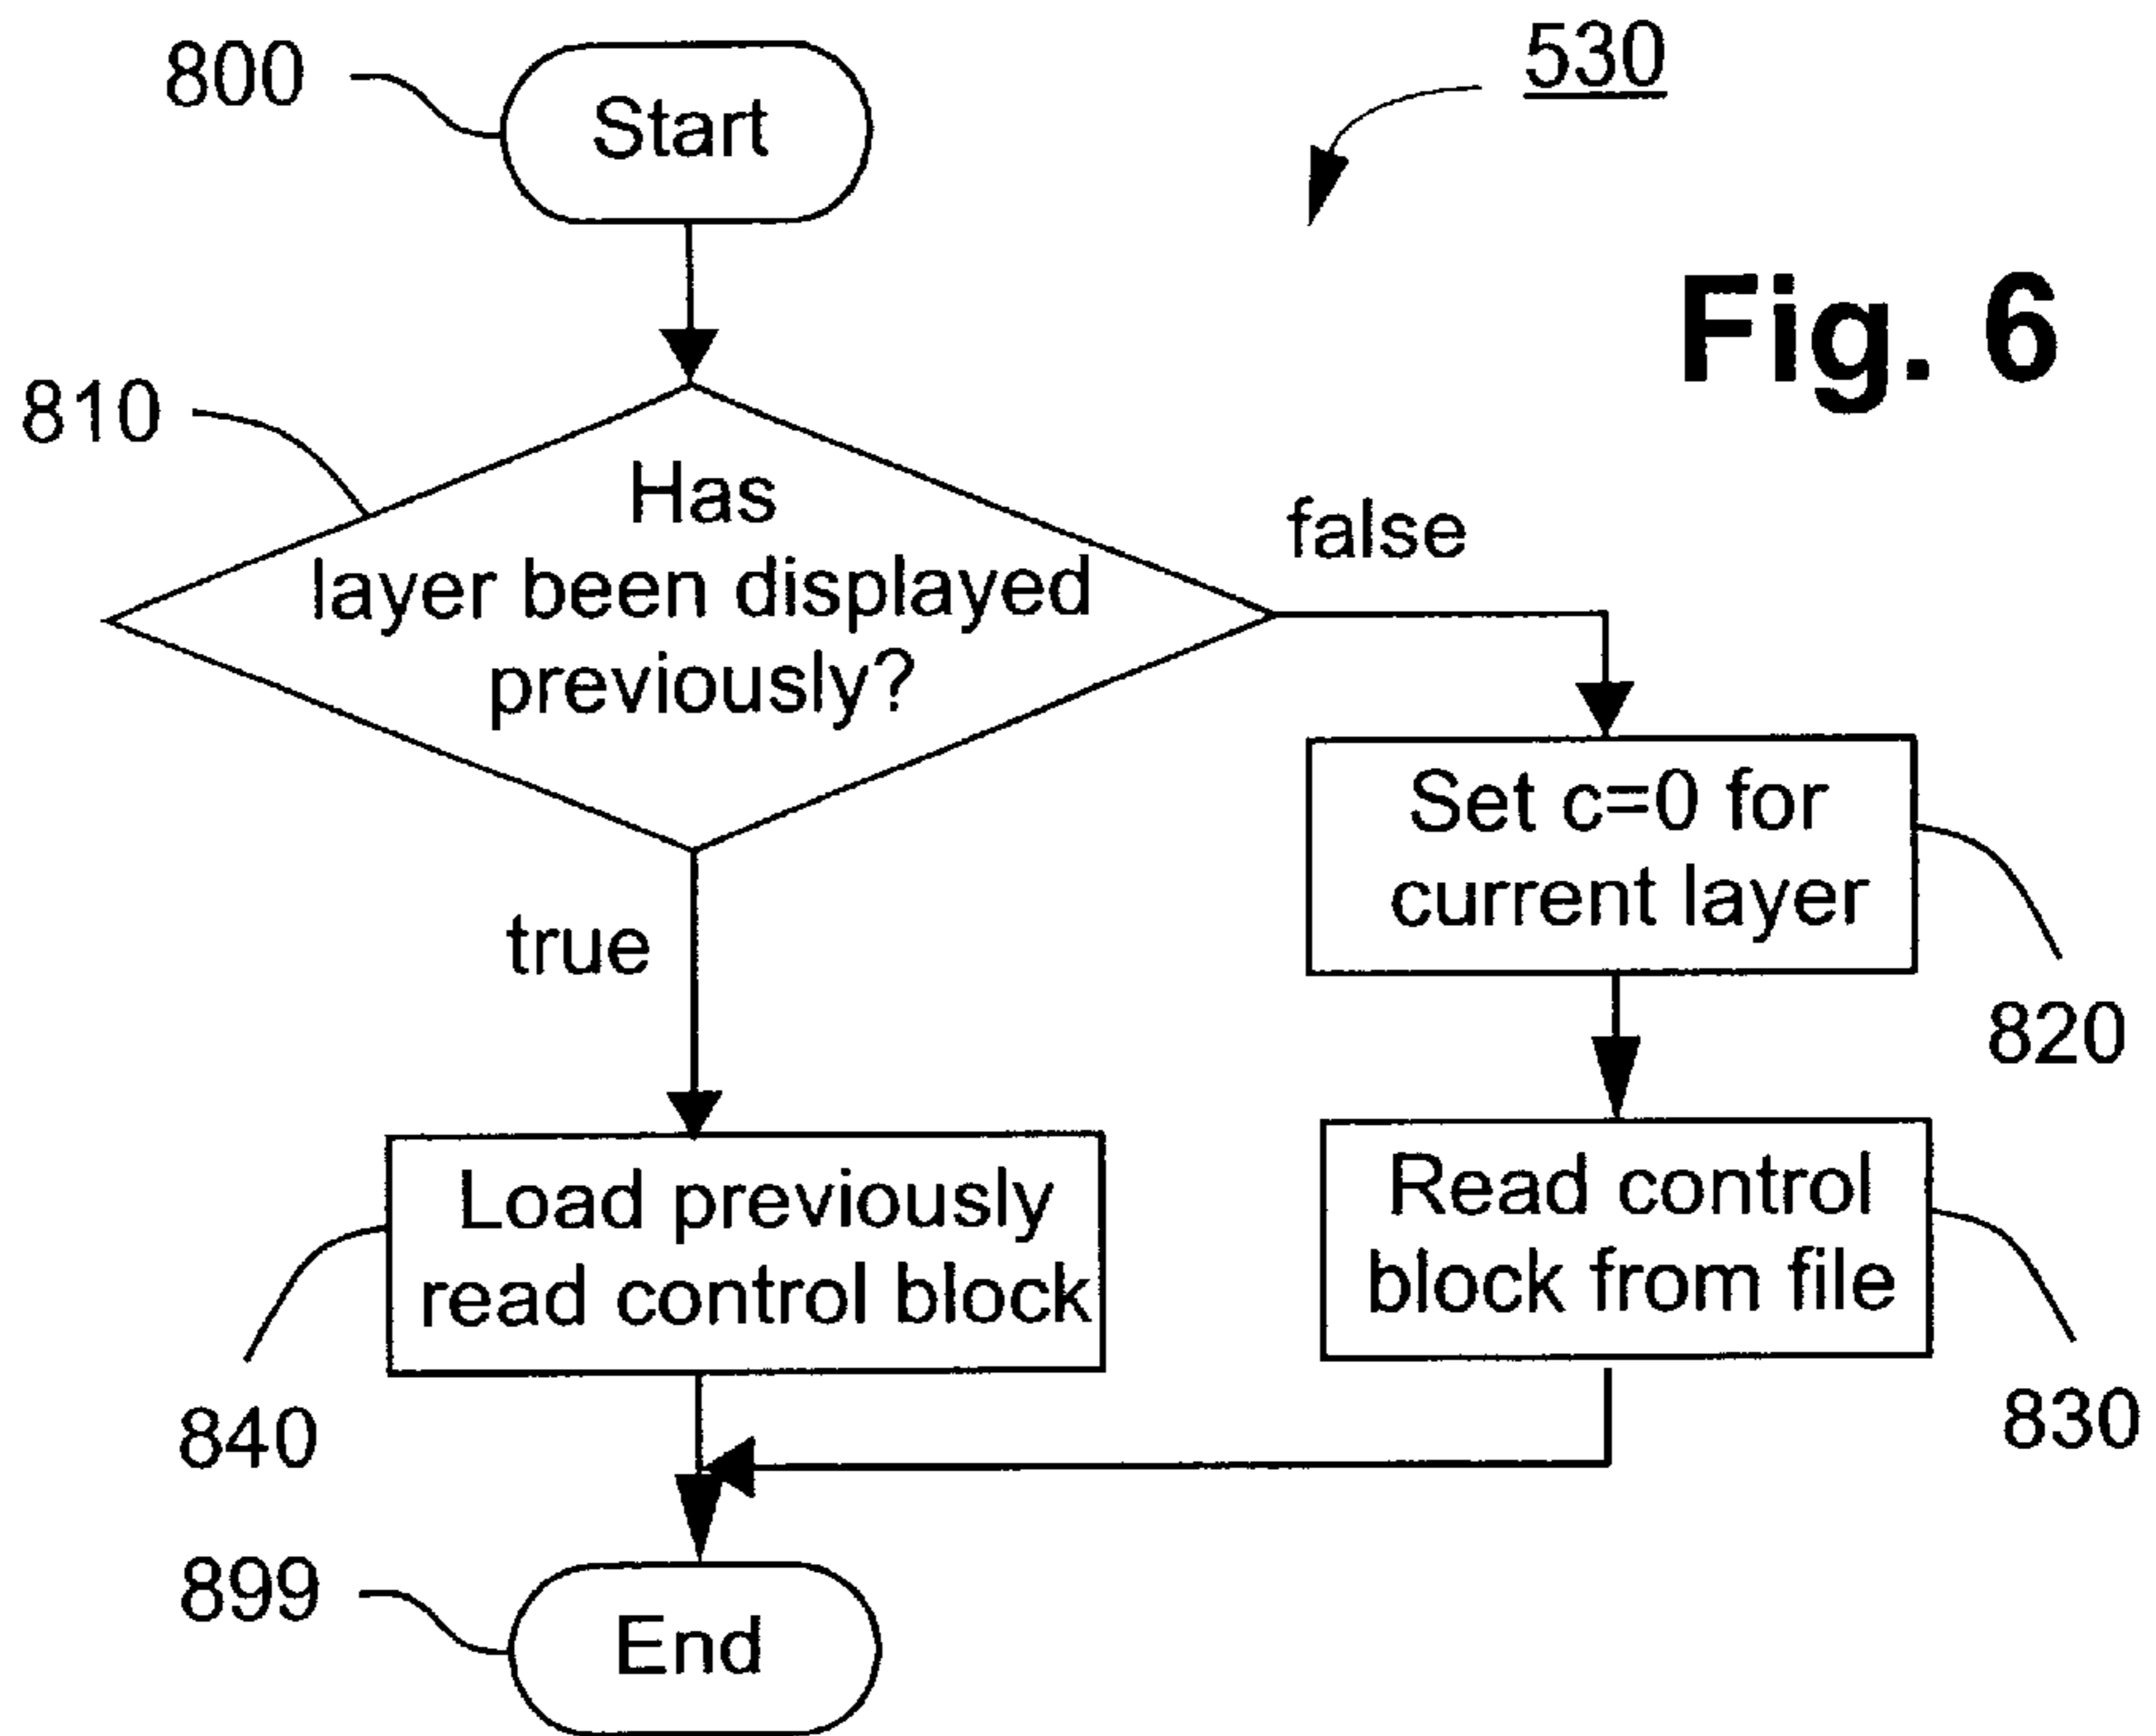 800
Start
530
Fig. 6
810
Has
layer been displayed
previously?
false
true
Set c=0 for
current layer
820
Load previously
read control block
Read control
block from file
840
830
899
End